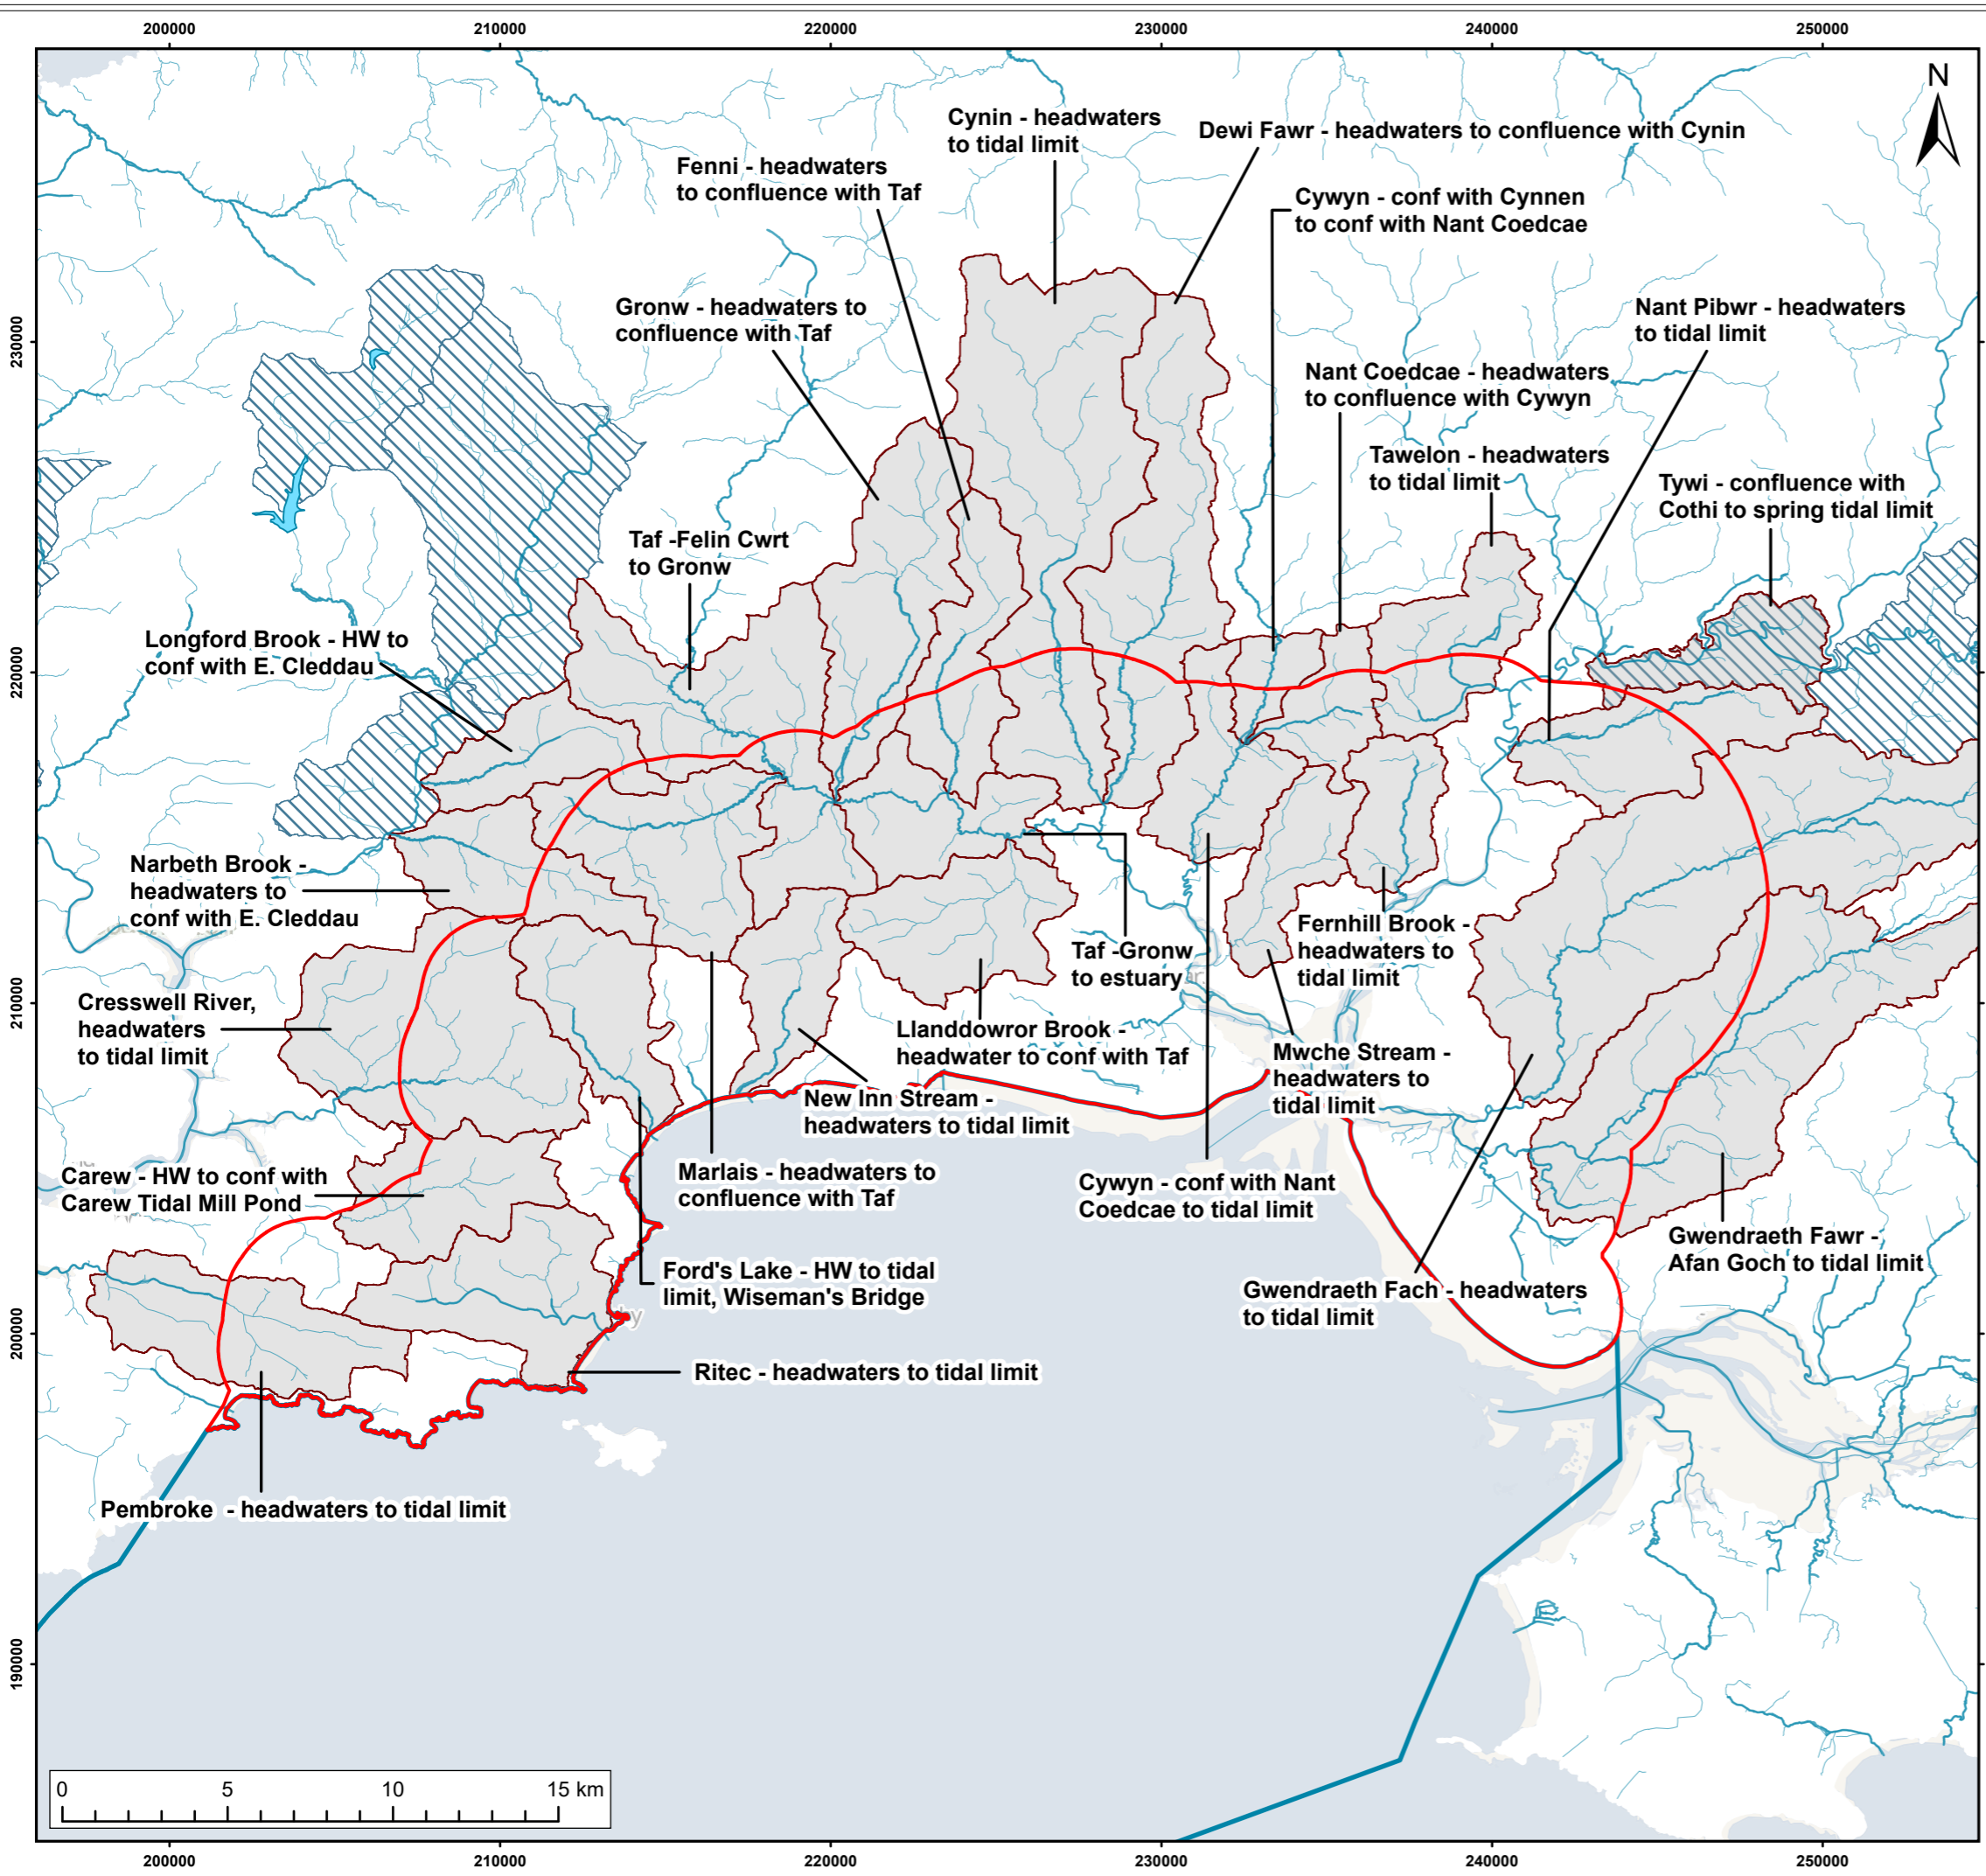 200000
210000
220000
230000
240000
250000
N
Cynin - headwaters
to tidal limit
Dewi Fawr - headwaters to confluence with Cynin
Fenni - headwaters
to confluence with Taf
Cywyn - conf with Cynnen
to conf with Nant Coedcae
Gronw - headwaters to
confluence with Taf
Nant Pibwr - headwaters
to tidal limit
Nant Coedcae - headwaters
to confluence with Cywyn
Tawelon - headwaters
to tidal limit
Tywi - confluence with
Cothi to spring tidal limit
Taf -Felin Cwrt
to Gronw
Longford Brook - HW to
conf with E. Cleddau
Narbeth Brook -
headwaters to
conf with E. Cleddau
Cresswell River,
headwaters
to tidal limit
Carew - HW to conf with
Carew Tidal Mill Pond
Taf -Gronw
to estuary
Fernhill Brook -
headwaters to
tidal limit
Llanddowror Brook -
headwater to conf with Taf
Mwche Stream -
headwaters to
tidal limit
New Inn Stream -
headwaters to tidal limit
Marlais - headwaters to
confluence with Taf
Cywyn - conf with Nant
Coedcae to tidal limit
Ford's Lake - HW to tidal
limit, Wiseman's Bridge
Gwendraeth Fawr -
Afan Goch to tidal limit
Gwendraeth Fach - headwaters
to tidal limit
Ritec - headwaters to tidal limit
Pembroke - headwaters to tidal limit
230000
220000
210000
200000
190000
0
5
10
15 km
200000
210000
220000
230000
240000
250000